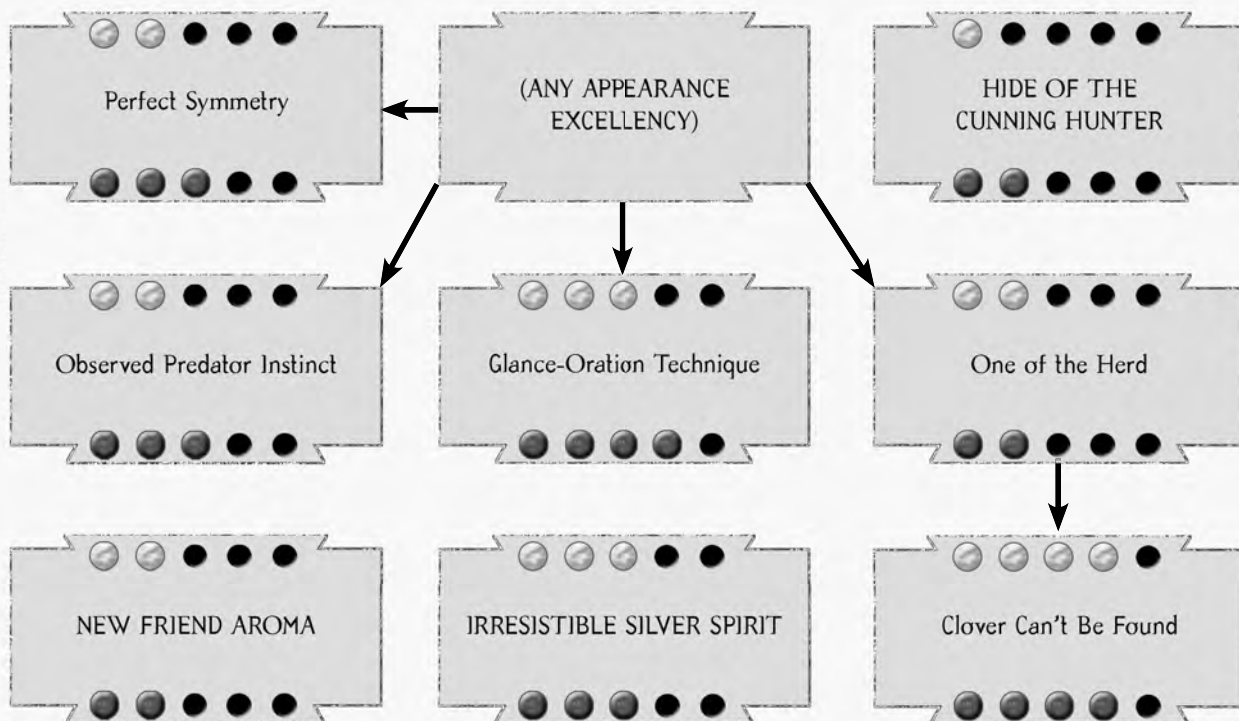 Perfect Symmetry
(ANY APPEARANCE
EXCELLENCY)
HIDE OF THE
CUNNING HUNTER
Observed Predator Instinct
Glance-Oration Technique
One of the Herd
NEW FRIEND AROMA
IRRESISTIBLE SILVER SPIRIT
Clover Can't Be Found